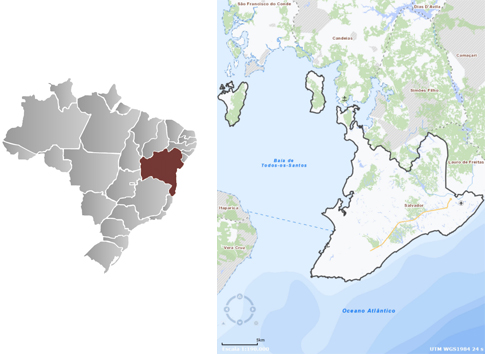 São Francisco do Conde
Dias D'Ávila
Candeias
Camaçari
Simões Filho
Baía de
Todos-os-Santos
Lauro de Freitas
Itaparica
Salvador
Vera Cruz
Oceano Atlântico
5km
UTM WGS1984 24 s